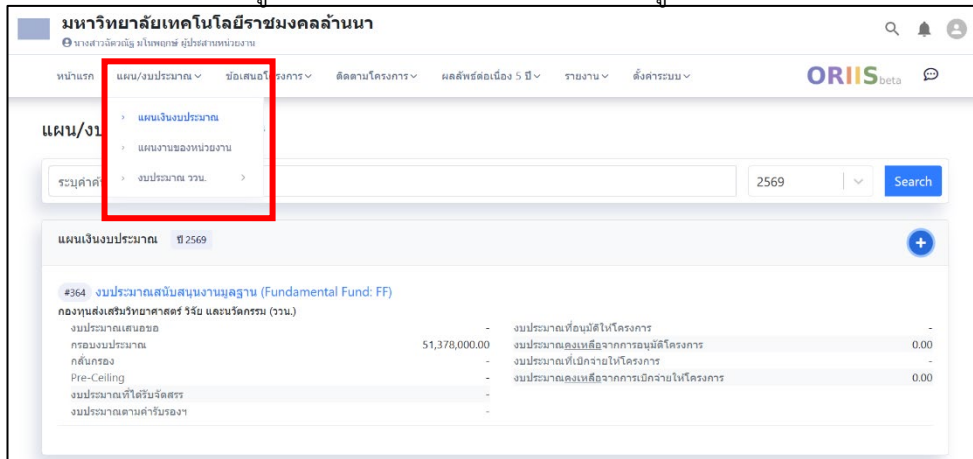 มหาวิทยาลัยเทคโนโลยีราชมงคลล้านนา
นางสาวฉัตวณัฐ มโนพฤกษ์ ผู้ประสานหน่วยงาน
หน้าแรก แผน/งบประมาณ ข้อเสนอโครงการ ติดตามโครงการ ผลลัพธ์ต่อเนื่อง 5 ปี รายงาน ตั้งค่าระบบ ORIIS beta
แผนเงินงบประมาณ
แผนงานของหน่วยงาน
งบประมาณ ววน.
แผน/งบ
ระบุคำค้ 2569 Search
แผนเงินงบประมาณ ปี 2569
#364 งบประมาณสนับสนุนงานมูลฐาน (Fundamental Fund: FF)
กองทุนส่งเสริมวิทยาศาสตร์ วิจัย และนวัตกรรม (ววน.)
งบประมาณเสนอขอ - งบประมาณที่อนุมัติให้โครงการ -
กรอบงบประมาณ 51,378,000.00 งบประมาณคงเหลือจากการอนุมัติโครงการ 0.00
กลั่นกรอง - งบประมาณที่เบิกจ่ายให้โครงการ -
Pre-Ceiling - งบประมาณคงเหลือจากการเบิกจ่ายให้โครงการ 0.00
งบประมาณที่ได้รับจัดสรร -
งบประมาณตามคำรับรองฯ -